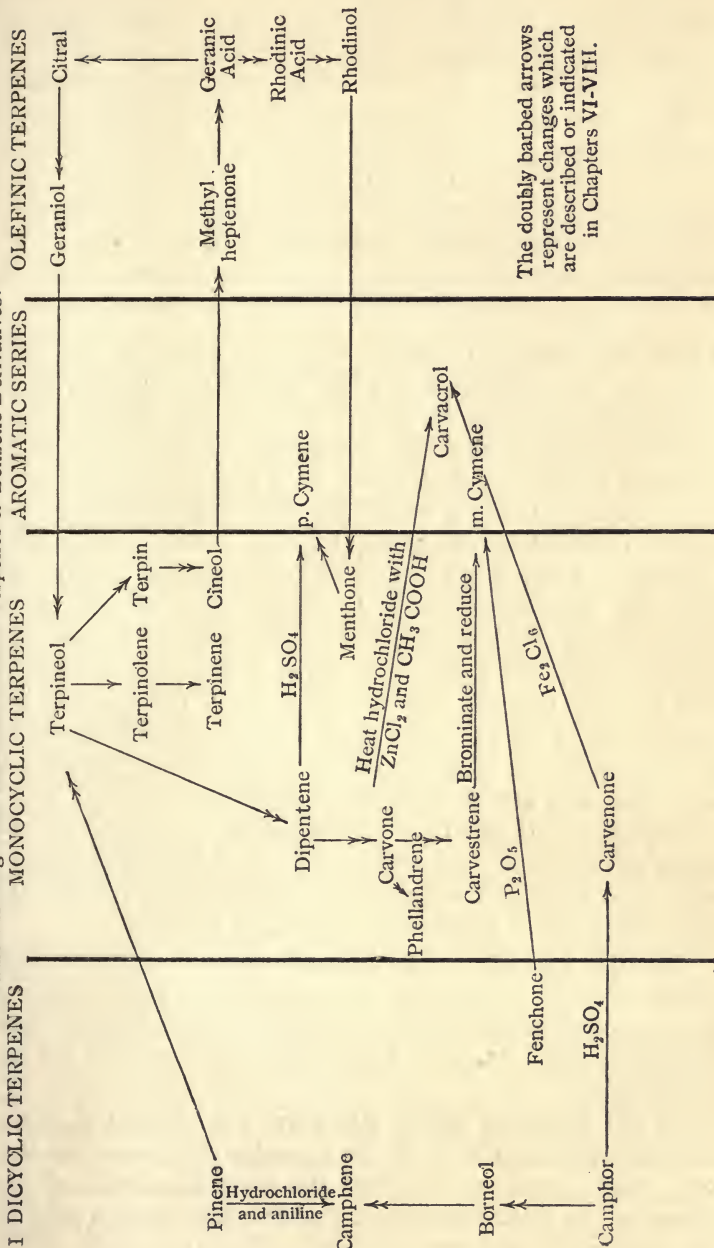 I DICYCLIC TERPENES
MONOCYCLIC TERPENES
AROMATIC SERIES
OLEFINIC TERPENES
Pinene
Hydrochloride
and aniline
Camphene
Borneol
Camphor
Fenchone
H₂SO₄
Terpineol
Terpinolene
Terpin
Terpinene
Cineol
Dipentene
H₂ SO₄
Menthone
Carvone
Phellandrene
Heat hydrochloride with
ZnCl₂ and CH₃ COOH
Carvestrene
Brominate and reduce
P₂ O₅
Carvenone
Fe₂ Cl₆
p. Cymene
Carvacrol
m. Cymene
Geraniol
Citral
Methyl
heptenone
Geranic
Acid
Rhodinic
Acid
Rhodinol
The doubly barbed arrows
represent changes which
are described or indicated
in Chapters VI-VIII.